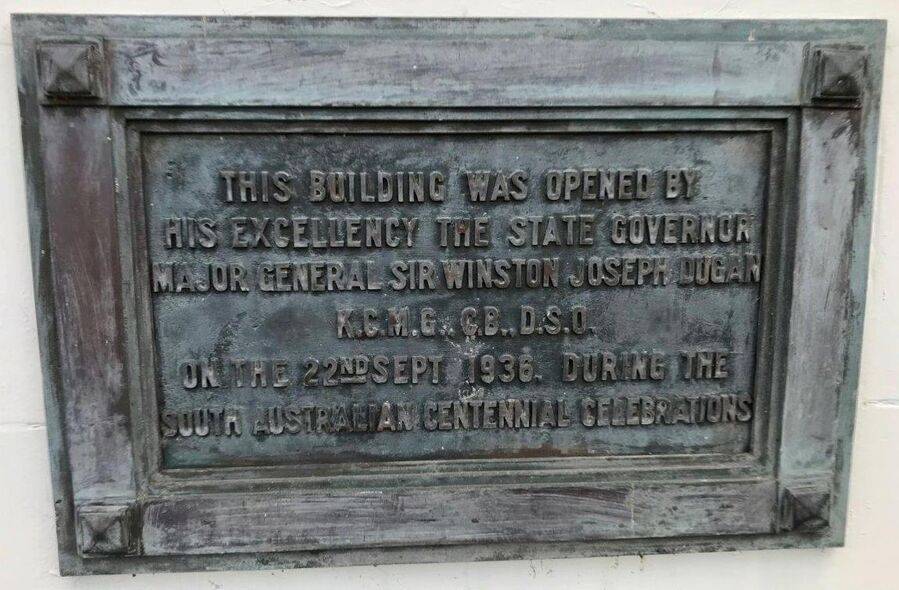 THIS BUILDING WAS OPENED BY
HIS EXCELLENCY THE STATE GOVERNOR
MAJOR GENERAL SIR WINSTON JOSEPH DUGAN
K.C.M.G., C.B., D.S.O.
ON THE 22ND SEPT 1936. DURING THE
SOUTH AUSTRALIAN CENTENNIAL CELEBRATIONS